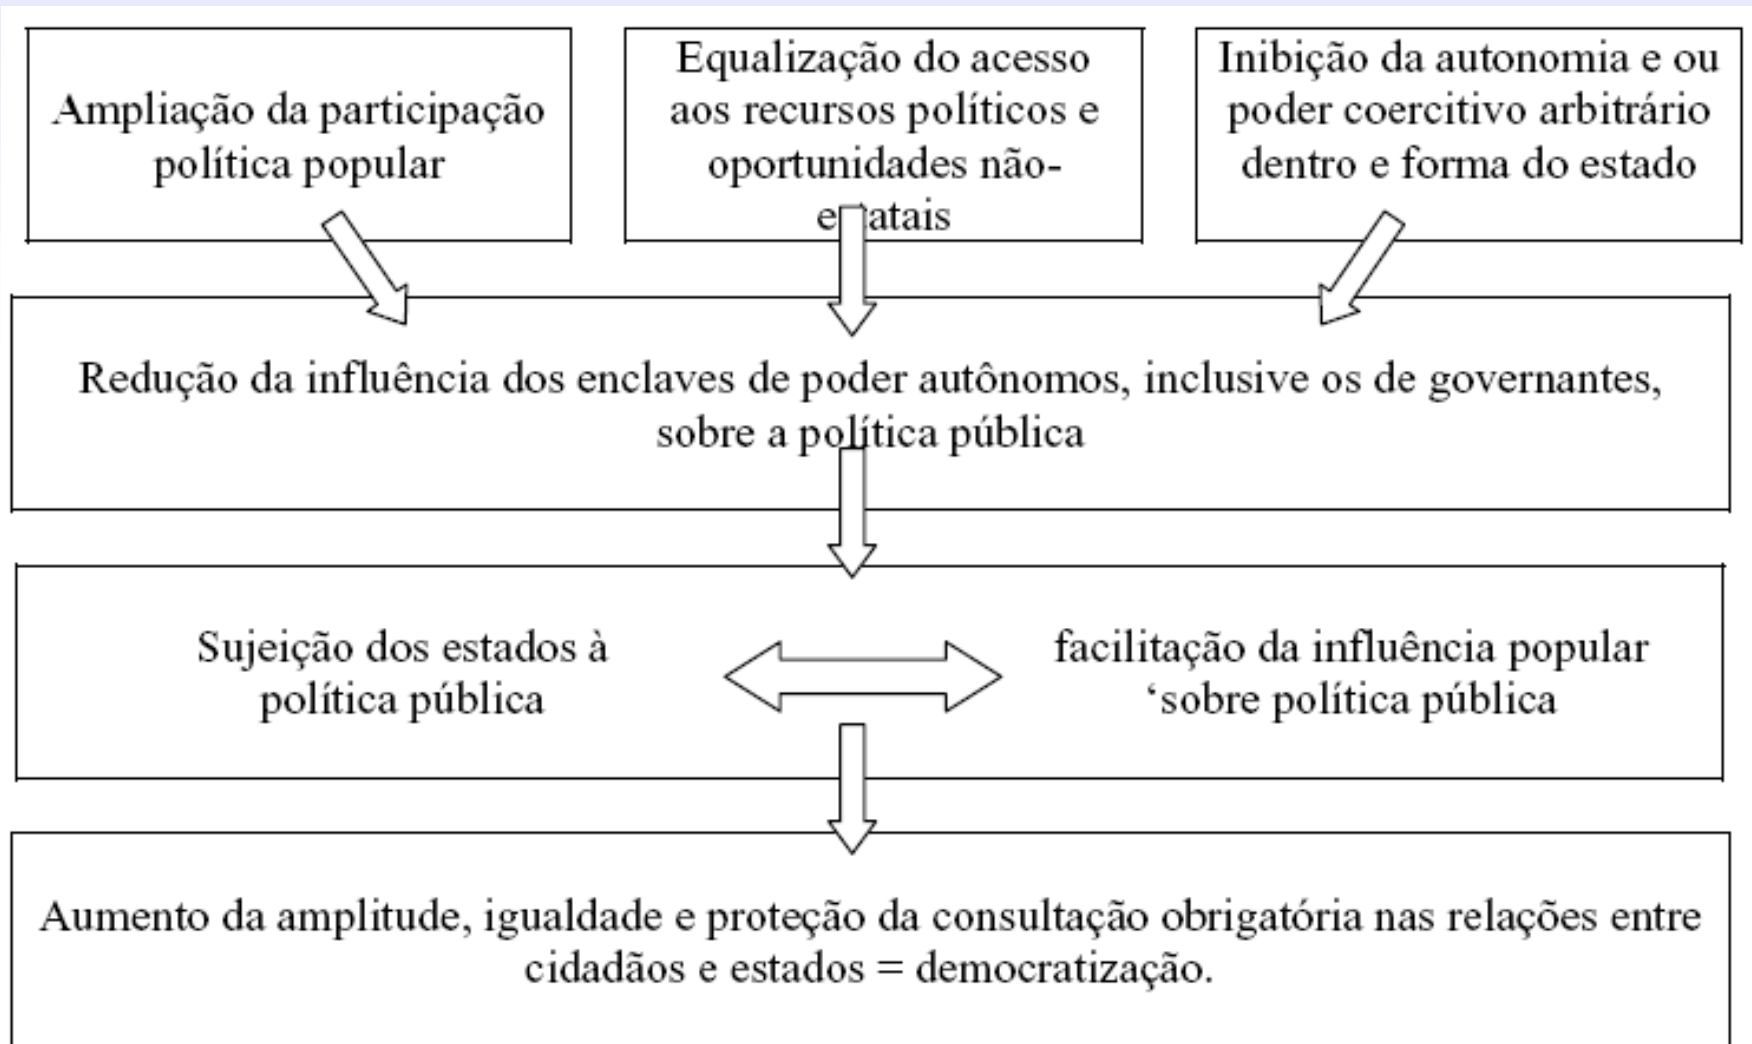 Ampliação da participação
política popular
Equalização do acesso
aos recursos políticos e
oportunidades não-
estatais
Inibição da autonomia e ou
poder coercitivo arbitrário
dentro e forma do estado
Redução da influência dos enclaves de poder autônomos, inclusive os de governantes,
sobre a política pública
Sujeição dos estados à
política pública
facilitação da influência popular
‘sobre política pública
Aumento da amplitude, igualdade e proteção da consultação obrigatória nas relações entre
cidadãos e estados = democratização.